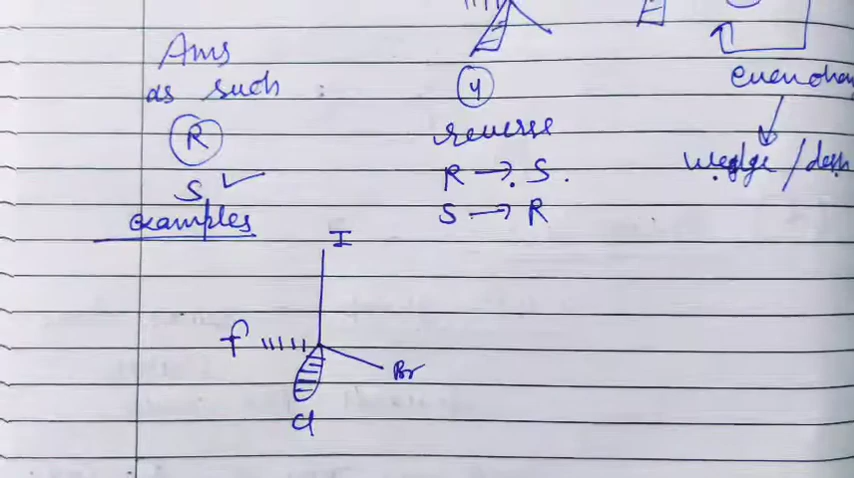 Ans
as such :
R
S ✓
examples
4
reverse
R → S .
S → R
wedge /dash
I
F
Br
Cl